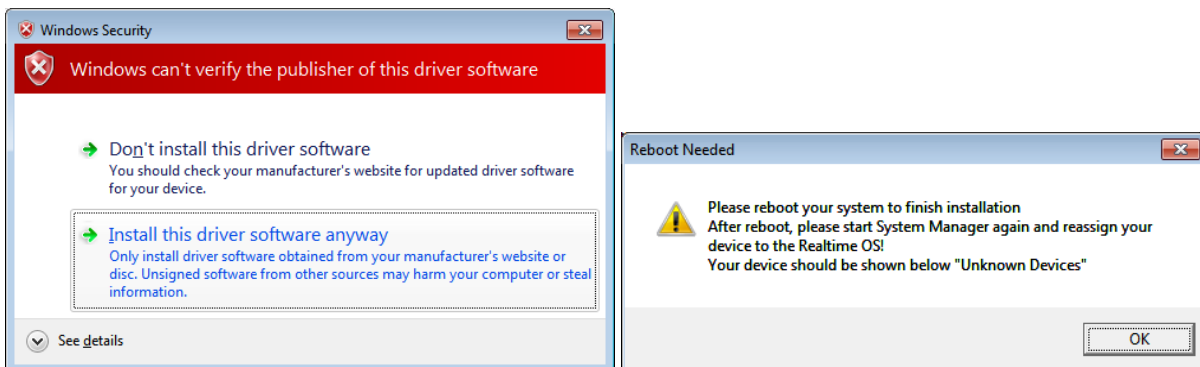 Windows Security
Windows can't verify the publisher of this driver software
Don't install this driver software
You should check your manufacturer's website for updated driver software
for your device.
Install this driver software anyway
Only install driver software obtained from your manufacturer's website or
disc. Unsigned software from other sources may harm your computer or steal
information.
See details
Reboot Needed
Please reboot your system to finish installation
After reboot, please start System Manager again and reassign your
device to the Realtime OS!
Your device should be shown below "Unknown Devices"
OK